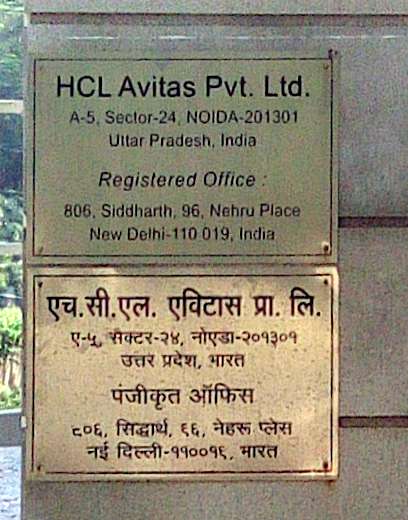 HCL Avitas Pvt. Ltd.
A-5, Sector-24, NOIDA-201301
Uttar Pradesh, India
Registered Office :
806, Siddharth, 96, Nehru Place
New Delhi-110 019, India
एच.सी.एल. एविटास प्रा. लि.
ए-५, सैक्टर-२४, नोएडा-२०१३०१
उत्तर प्रदेश, भारत
पंजीकृत ऑफिस
८०६, सिद्धार्थ, ९६, नेहरू प्लेस
नई दिल्ली-११००१९, भारत